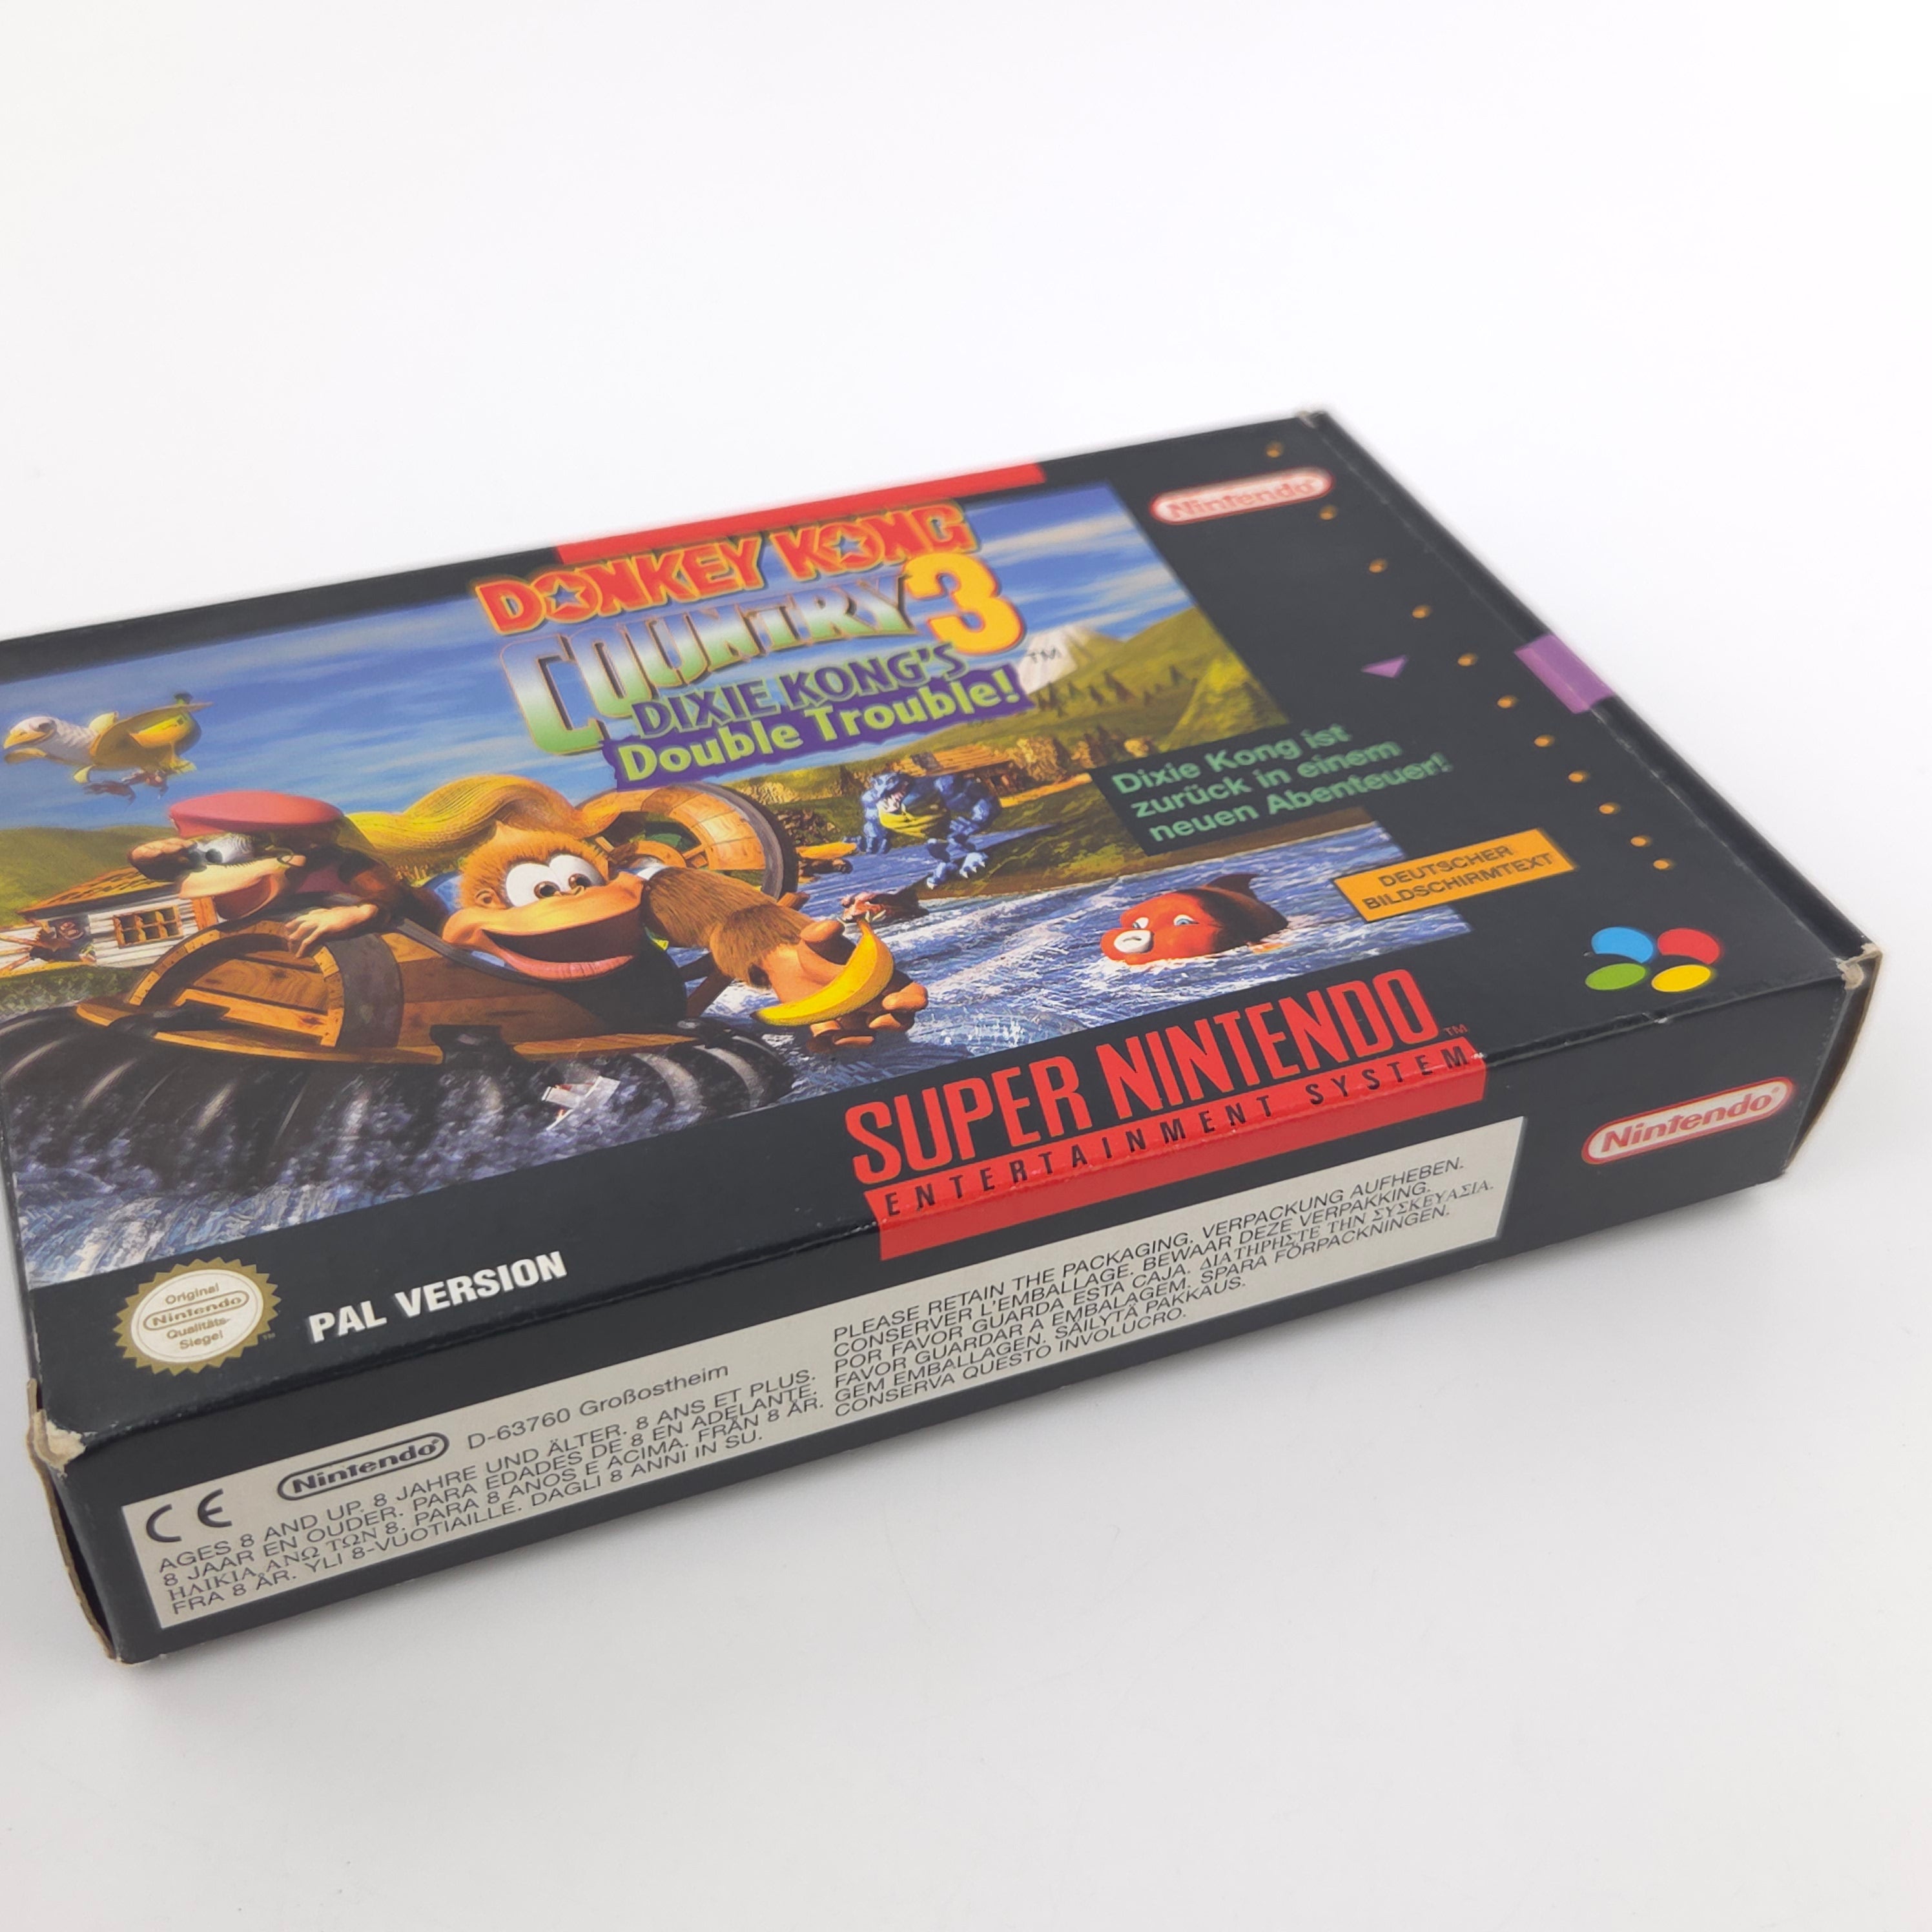 Nintendo
DONKEY KONG
COUNTRY 3
DIXIE KONG'S
Double Trouble!
TM
Dixie Kong ist
zurück in einem
neuen Abenteuer!
DEUTSCHER
BILDSCHIRMTEXT
SUPER NINTENDO TM
ENTERTAINMENT SYSTEM
Original
Nintendo
Qualitäts-
Siegel
TM
PAL VERSION
Nintendo
CE
Nintendo® D-63760 Großostheim
AGES 8 AND UP. 8 JAHRE UND ÄLTER. 8 ANS ET PLUS.
8 JAAR EN OUDER. PARA EDADES DE 8 EN ADELANTE.
ΗΛΙΚΙΑ ΑΝΩ ΤΩΝ 8. PARA 8 ANOS E ACIMA. FRÅN 8 ÅR.
FRA 8 ÅR. YLI 8-VUOTIAILLE. DAGLI 8 ANNI IN SU.
PLEASE RETAIN THE PACKAGING. VERPACKUNG AUFHEBEN.
CONSERVER L'EMBALLAGE. BEWAAR DEZE VERPAKKING.
POR FAVOR GUARDA ESTA CAJA. ΔΙΑΤΗΡΗΣΤΕ ΤΗΝ ΣΥΣΚΕΥΑΣΙΑ.
FAVOR GUARDAR A EMBALAGEM. SPARA FÖRPACKNINGEN.
GEM EMBALLAGEN. SÄILYTÄ PAKKAUS.
CONSERVA QUESTO INVOLUCRO.